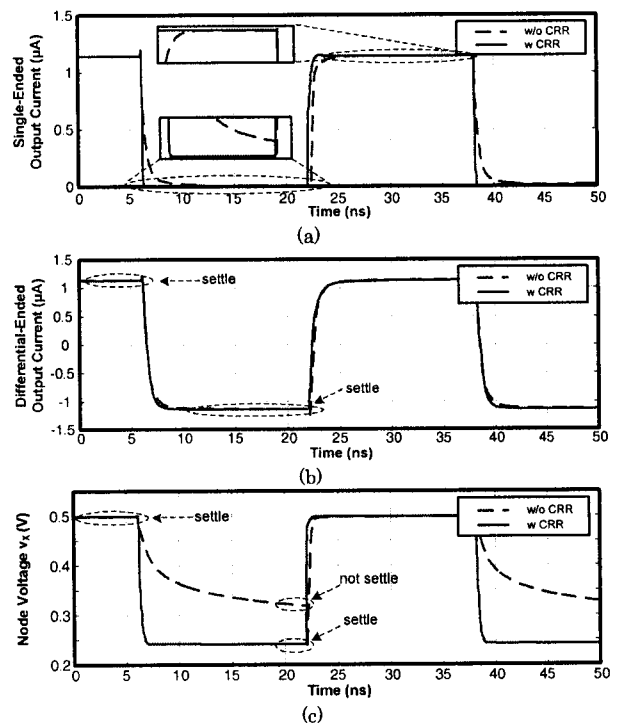 1.5
1
0.5
0
Single-Ended
Output Current (μA)
w/o CRR
w CRR
0 5 10 15 20 25 30 35 40 45 50
Time (ns)
(a)
1.5
1
0.5
0
-0.5
-1
-1.5
Differential-Ended
Output Current (μA)
settle
settle
w/o CRR
w CRR
0 5 10 15 20 25 30 35 40 45 50
Time (ns)
(b)
0.5
0.4
0.3
0.2
Node Voltage vX (V)
settle
not settle
settle
w/o CRR
w CRR
0 5 10 15 20 25 30 35 40 45 50
Time (ns)
(c)